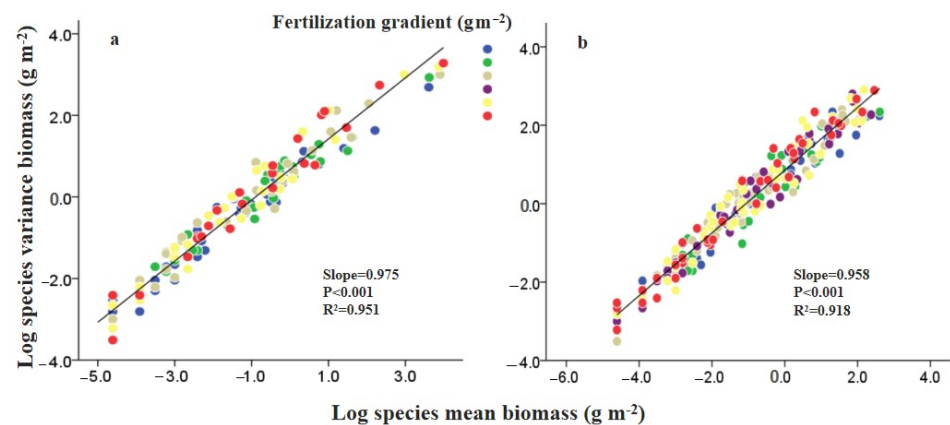 Fertilization gradient (gm⁻²)
a
b
Log species variance biomass (g m⁻²)
4.0
2.0
0.0
−2.0
−4.0
−5.0 −3.0 −1.0 1.0 3.0
Slope=0.975
P<0.001
R²=0.951
4.0
2.0
0.0
−2.0
−4.0
−6.0 −4.0 −2.0 0.0 2.0 4.0
Slope=0.958
P<0.001
R²=0.918
Log species mean biomass (g m⁻²)